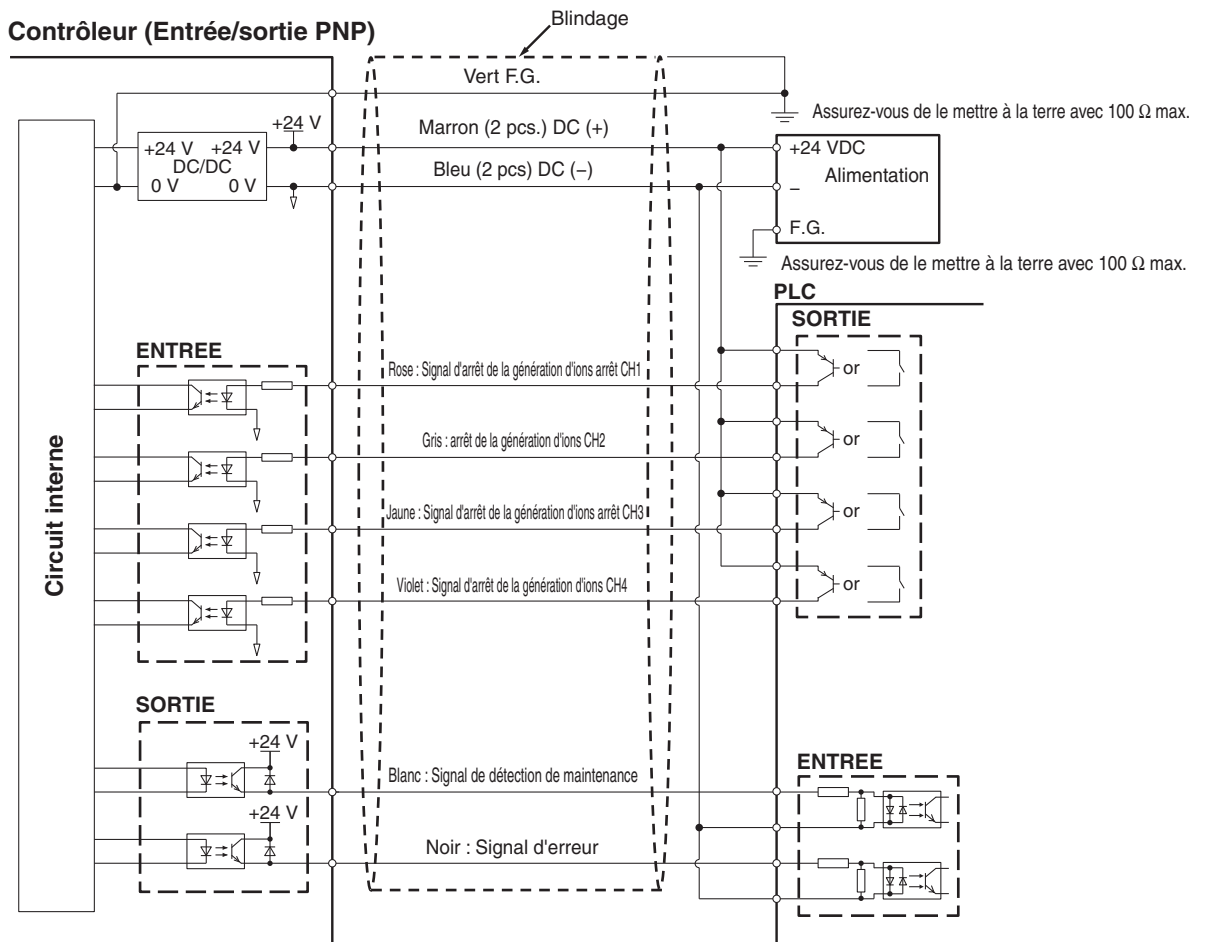 Blindage
Contrôleur (Entrée/sortie PNP)
Vert F.G.
Assurez-vous de le mettre à la terre avec 100 Ω max.
+24 V
Marron (2 pcs.) DC (+)
+24 V +24 V
DC/DC
0 V 0 V
Bleu (2 pcs) DC (−)
+24 VDC
Alimentation
–
F.G.
Assurez-vous de le mettre à la terre avec 100 Ω max.
PLC
SORTIE
ENTREE
Rose : Signal d'arrêt de la génération d'ions arrêt CH1
or
Gris : arrêt de la génération d'ions CH2
or
Circuit interne
Jaune : Signal d'arrêt de la génération d'ions arrêt CH3
or
Violet : Signal d'arrêt de la génération d'ions CH4
or
SORTIE
+24 V
ENTREE
Blanc : Signal de détection de maintenance
+24 V
Noir : Signal d'erreur